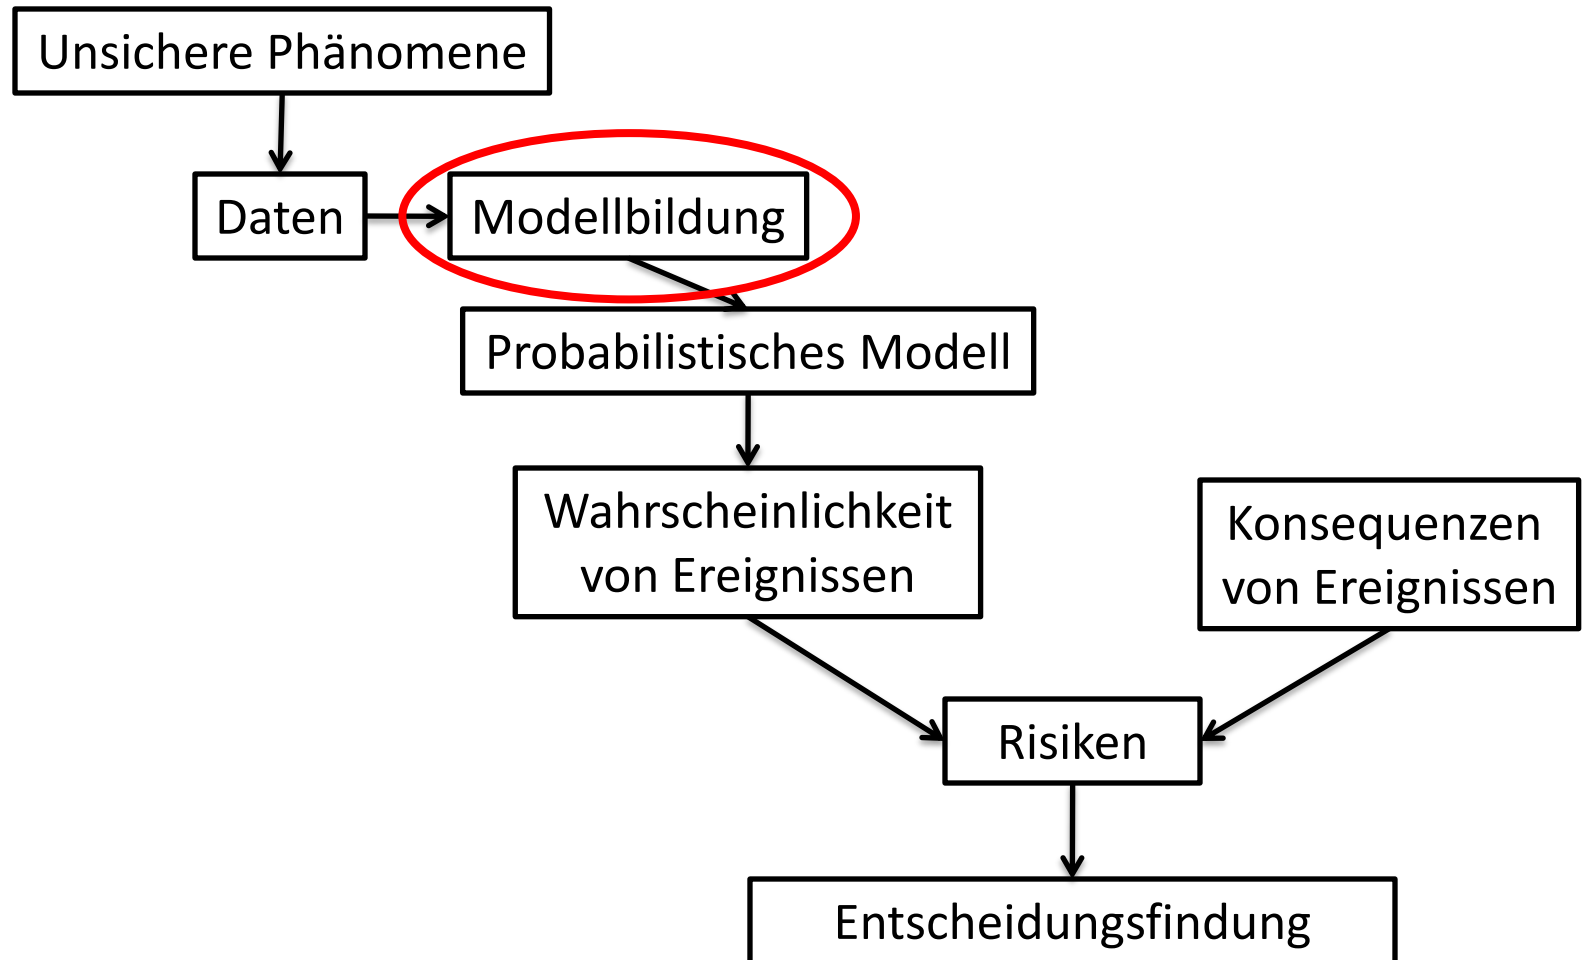 Unsichere Phänomene
Daten
Modellbildung
Probabilistisches Modell
Wahrscheinlichkeit
von Ereignissen
Konsequenzen
von Ereignissen
Risiken
Entscheidungsfindung